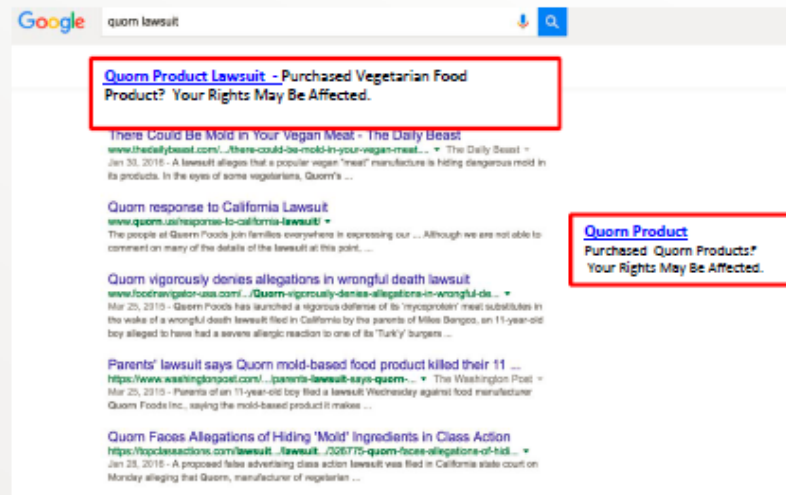 Google
quorn lawsuit
Quorn Product Lawsuit - Purchased Vegetarian Food
Product? Your Rights May Be Affected.
There Could Be Mold in Your Vegan Meat - The Daily Beast
www.thedailybeast.com/.../there-could-be-mold-in-your-vegan-meat.... The Daily Beast
Jan 30, 2016 - A lawsuit alleges that a popular vegan "meat" manufacture is hiding dangerous mold in
its products. In the eyes of some vegetarians, Quorn's ...
Quorn response to California Lawsuit
www.quorn.us/response-to-california-lawsuit/
The people at Quorn Foods join families everywhere in expressing our ... Although we are not able to
comment on many of the details of the lawsuit at this point. ...
Quorn Product
Purchased Quorn Products?
Your Rights May Be Affected.
Quorn vigorously denies allegations in wrongful death lawsuit
www.foodnavigator-usa.com/.../Quorn-vigorously-denies-allegations-in-wrongful-de...
Mar 25, 2015 - Quorn Foods has launched a vigorous defense of its 'mycoprotein' meat substitutes in
the wake of a wrongful death lawsuit filed in California by the parents of Miles Bengco, an 11-year-old
boy alleged to have had a severe allergic reaction to one of its 'Turk'y' burgers ...
Parents' lawsuit says Quorn mold-based food product killed their 11 ...
https://www.washingtonpost.com/.../parents-lawsuit-says-quorn-... The Washington Post
Mar 25, 2015 - Parents of an 11-year-old boy filed a lawsuit Wednesday against food manufacturer
Quorn Foods Inc., saying the mold-based product it makes ...
Quorn Faces Allegations of Hiding 'Mold' Ingredients in Class Action
https://topclassactions.com/lawsuit.../lawsuit.../326775-quorn-faces-allegations-of-hidi...
Jan 28, 2016 - A proposed false advertising class action lawsuit was filed in California state court on
Monday alleging that Quorn, manufacturer of vegetarian ...